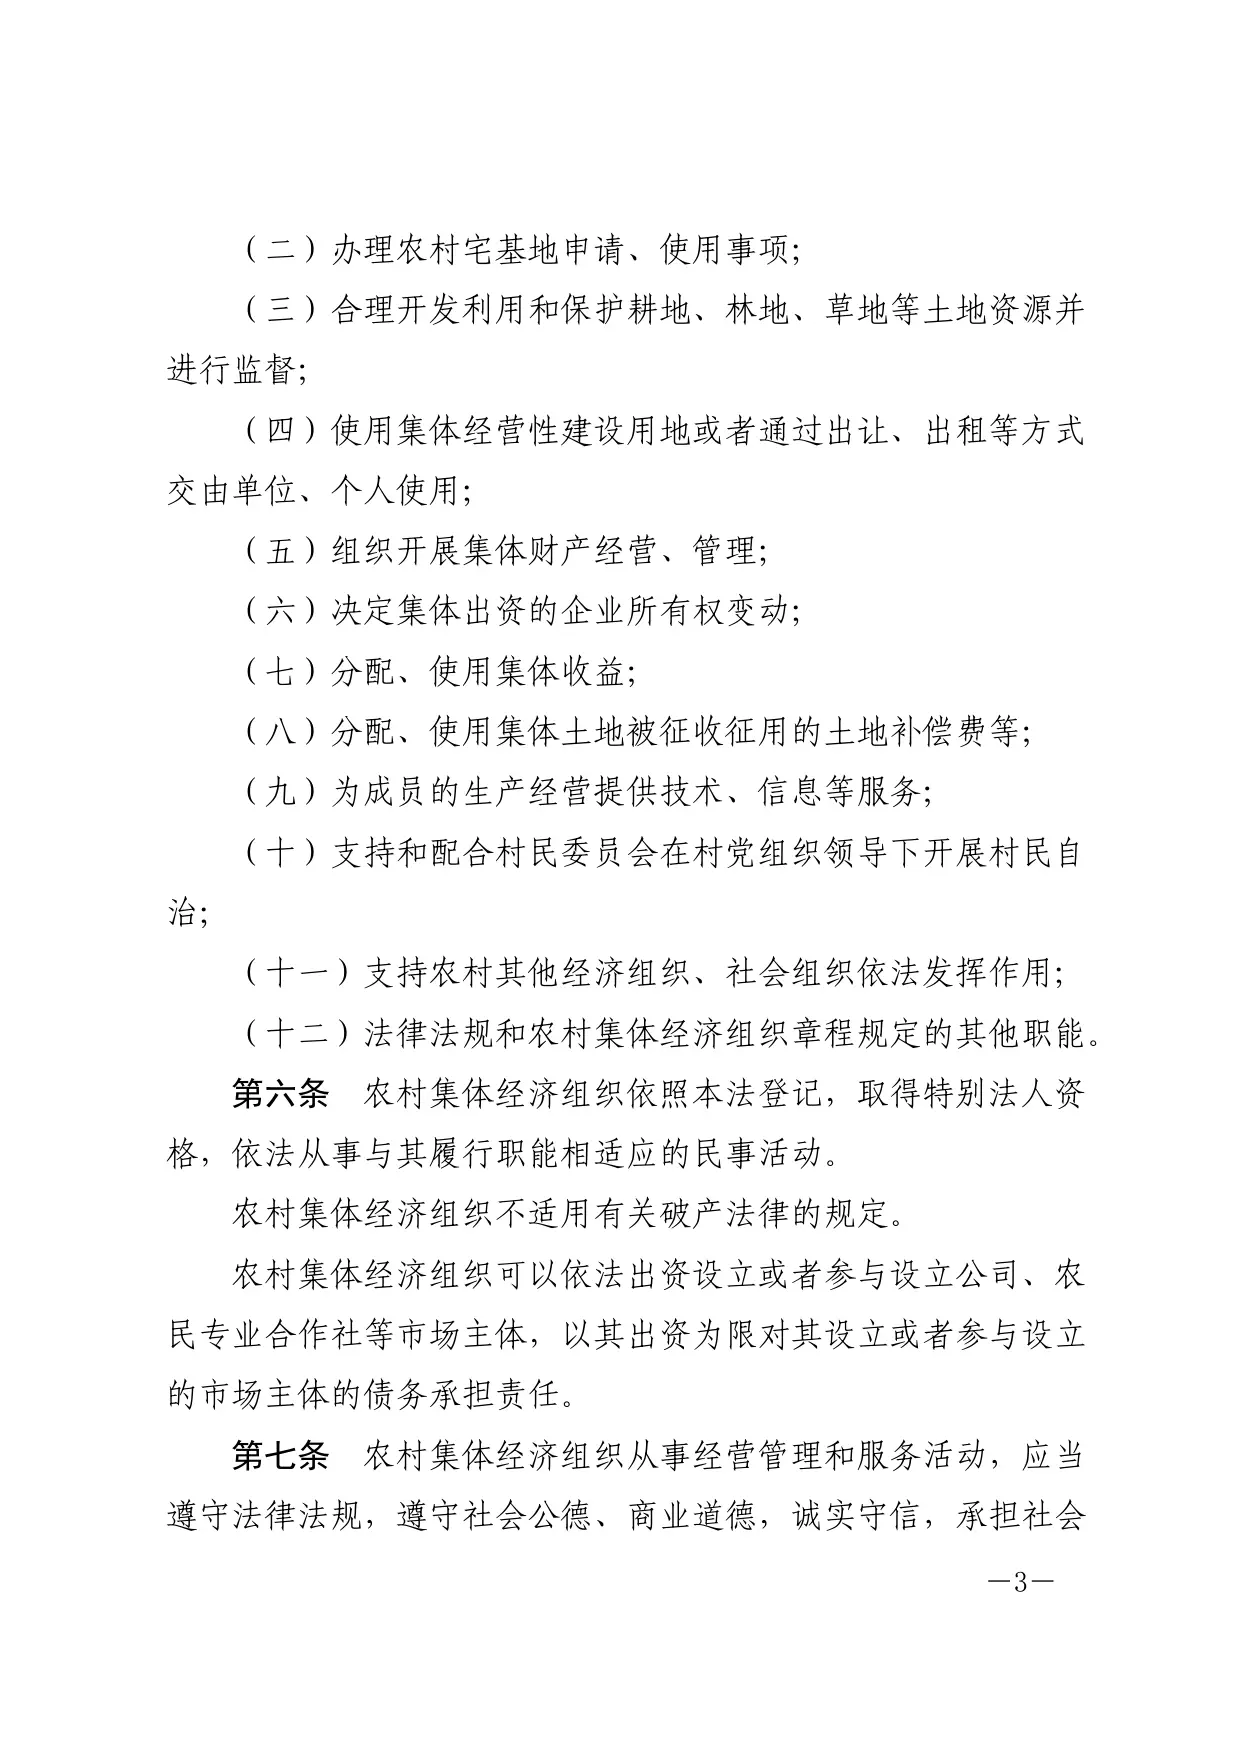 （二）办理农村宅基地申请、使用事项；
（三）合理开发利用和保护耕地、林地、草地等土地资源并
进行监督；
（四）使用集体经营性建设用地或者通过出让、出租等方式
交由单位、个人使用；
（五）组织开展集体财产经营、管理；
（六）决定集体出资的企业所有权变动；
（七）分配、使用集体收益；
（八）分配、使用集体土地被征收征用的土地补偿费等；
（九）为成员的生产经营提供技术、信息等服务；
（十）支持和配合村民委员会在村党组织领导下开展村民自
治；
（十一）支持农村其他经济组织、社会组织依法发挥作用；
（十二）法律法规和农村集体经济组织章程规定的其他职能。
第六条　农村集体经济组织依照本法登记，取得特别法人资
格，依法从事与其履行职能相适应的民事活动。
农村集体经济组织不适用有关破产法律的规定。
农村集体经济组织可以依法出资设立或者参与设立公司、农
民专业合作社等市场主体，以其出资为限对其设立或者参与设立
的市场主体的债务承担责任。
第七条　农村集体经济组织从事经营管理和服务活动，应当
遵守法律法规，遵守社会公德、商业道德，诚实守信，承担社会
—3—